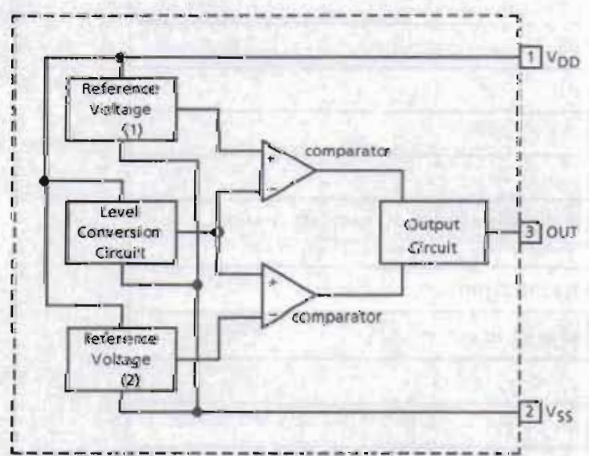 1 VDD
Reference
Voltage
(1)
comparator
+
−
Level
Conversion
Circuit
Output
Circuit
3 OUT
+
−
comparator
Reference
Voltage
(2)
2 VSS